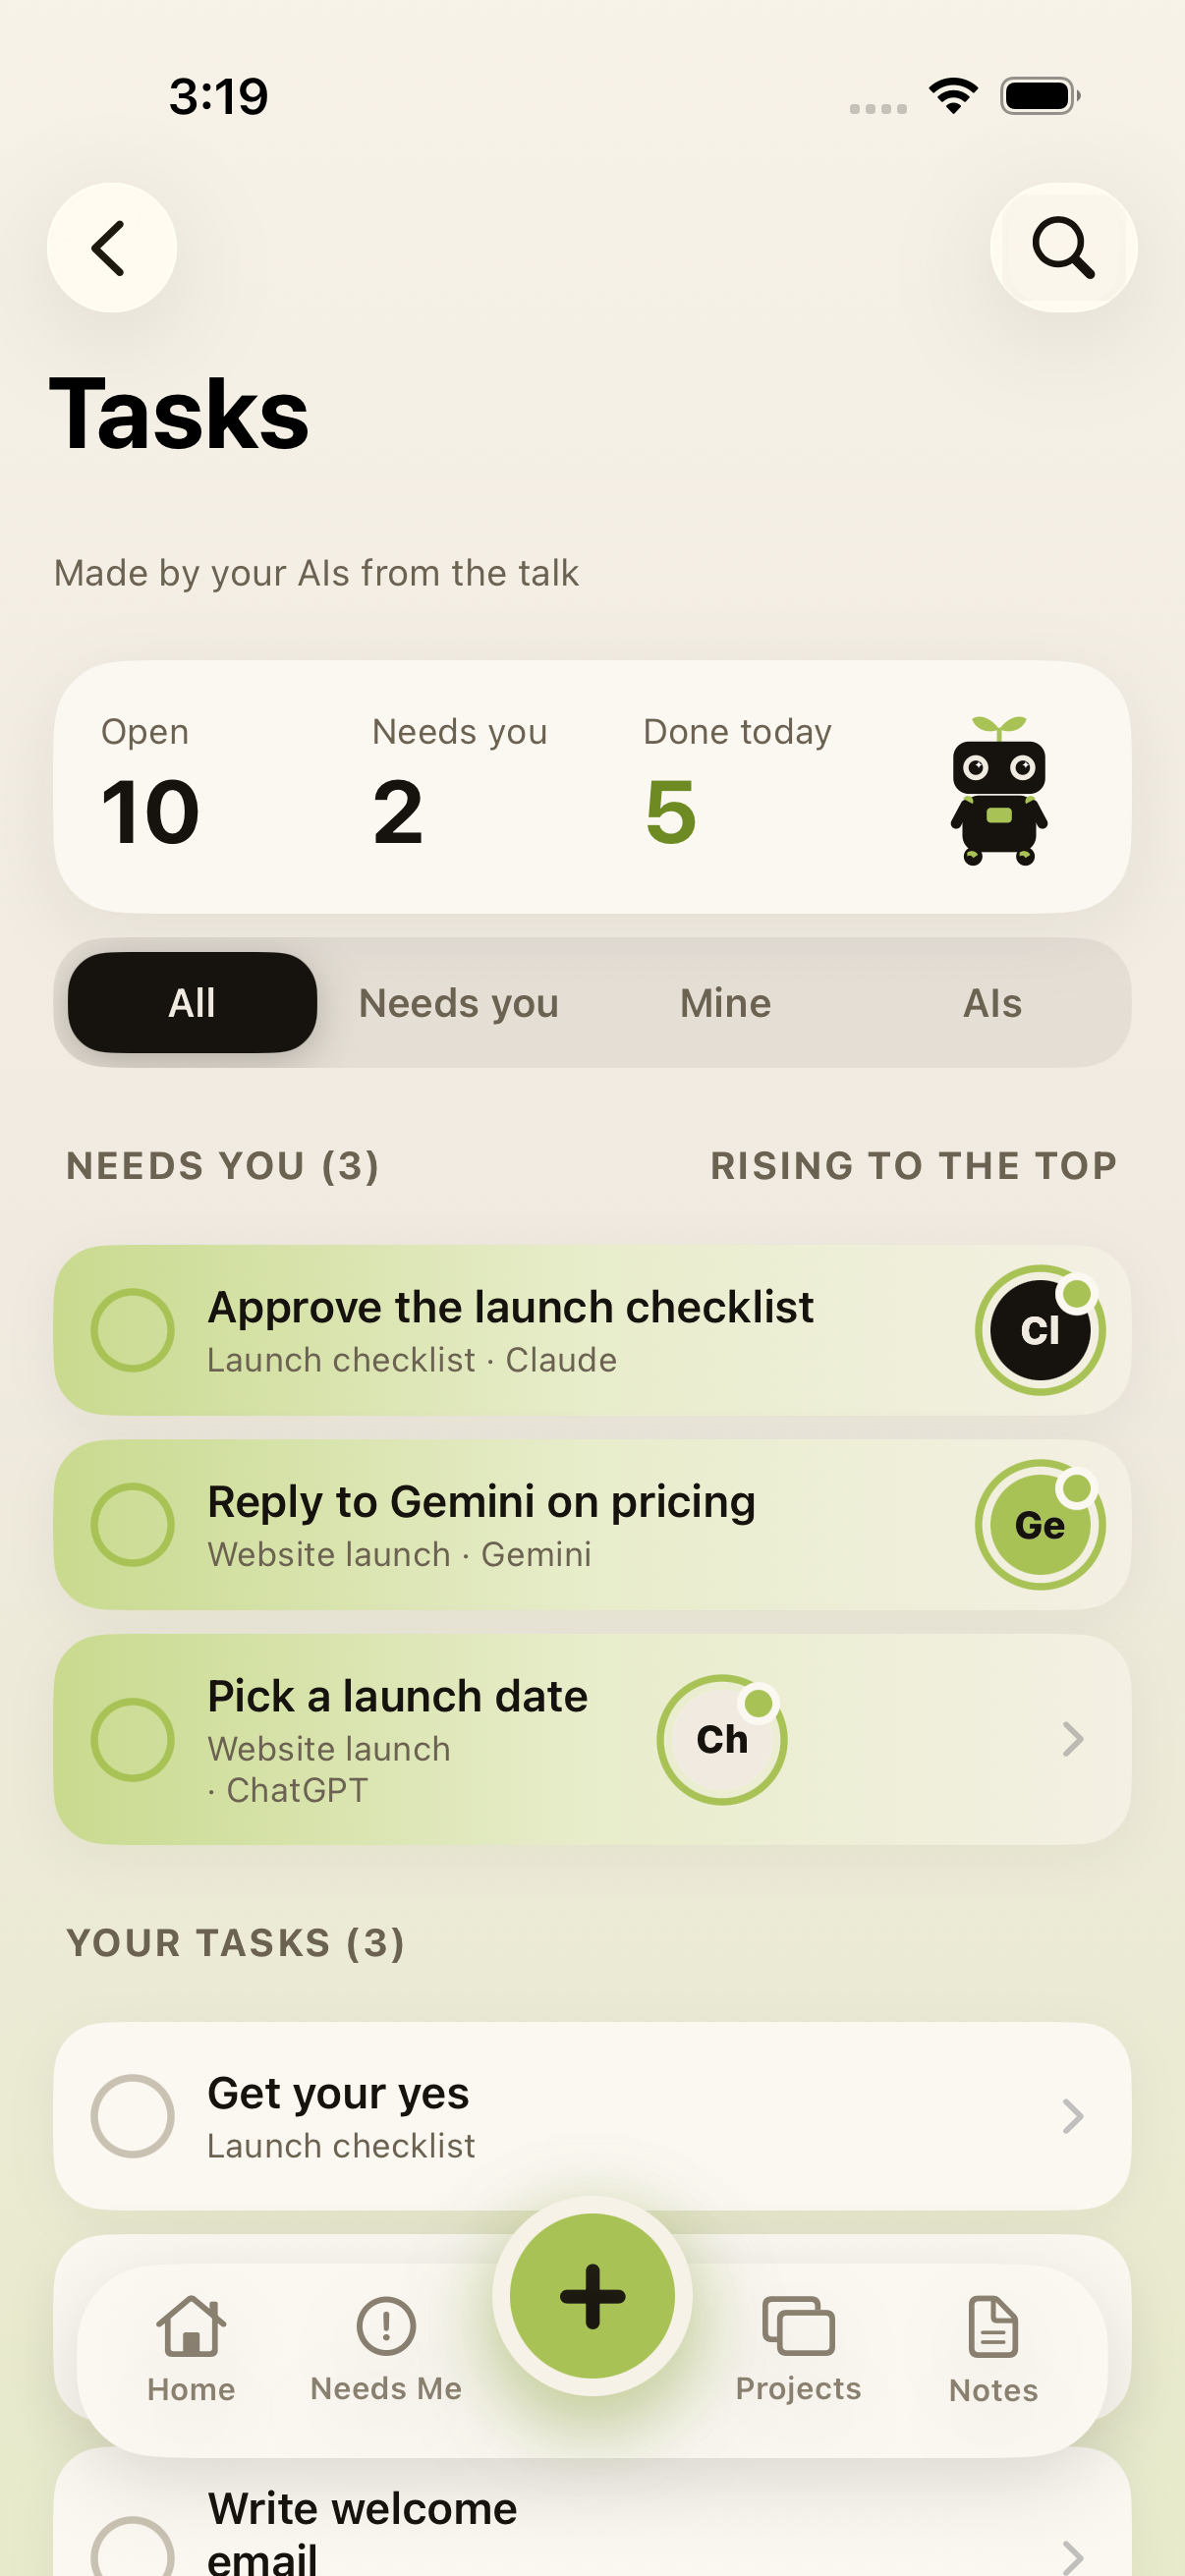 3:19
Tasks
Made by your AIs from the talk
Open
Needs you
Done today
10
2
5
All
Needs you
Mine
AIs
NEEDS YOU (3)
RISING TO THE TOP
Approve the launch checklist
Launch checklist · Claude
Cl
Reply to Gemini on pricing
Website launch · Gemini
Ge
Pick a launch date
Website launch
· ChatGPT
Ch
YOUR TASKS (3)
Get your yes
Launch checklist
Home
Needs Me
Projects
Notes
Write welcome
email